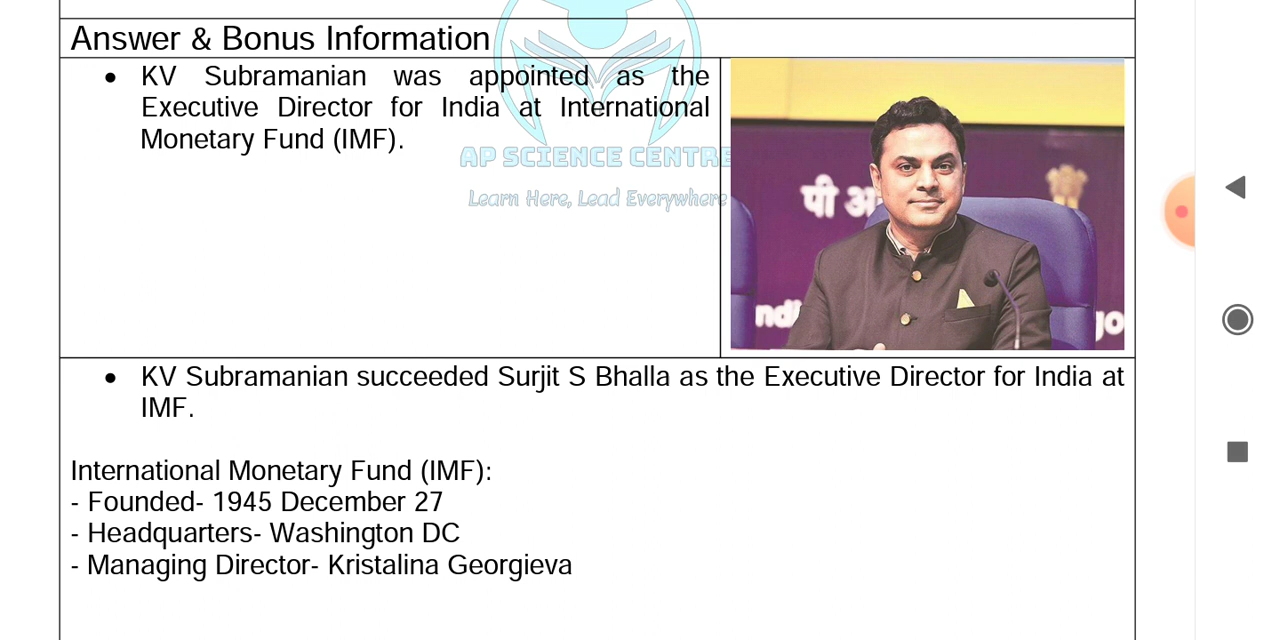 Answer & Bonus Information
• KV Subramanian was appointed as the
Executive Director for India at International
Monetary Fund (IMF).
AP SCIENCE CENTRE
Learn Here, Lead Everywhere
पी
ndi
go
• KV Subramanian succeeded Surjit S Bhalla as the Executive Director for India at
IMF.
International Monetary Fund (IMF):
- Founded- 1945 December 27
- Headquarters- Washington DC
- Managing Director- Kristalina Georgieva